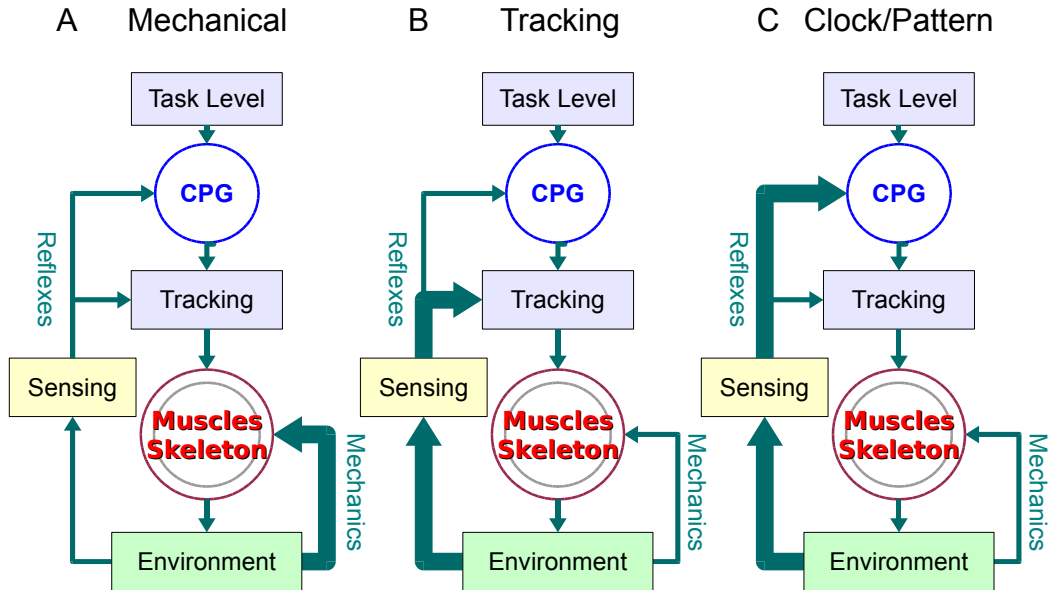 A Mechanical
Task Level
CPG
Reflexes
Tracking
Sensing
Muscles
Skeleton
Mechanics
Environment
B Tracking
Task Level
CPG
Reflexes
Tracking
Sensing
Muscles
Skeleton
Mechanics
Environment
C Clock/Pattern
Task Level
CPG
Reflexes
Tracking
Sensing
Muscles
Skeleton
Mechanics
Environment